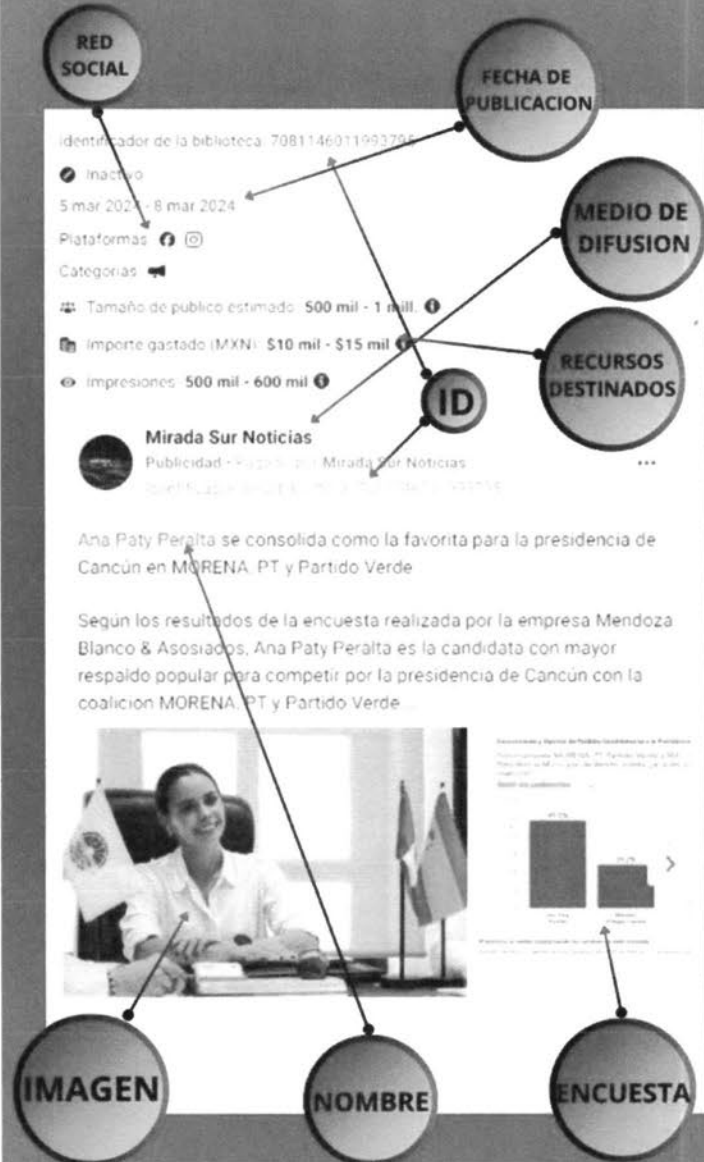 RED
SOCIAL
FECHA DE
PUBLICACION
Identificador de la biblioteca: 7081146011993795
Inactivo
5 mar 2024 - 8 mar 2024
Plataformas
Categorías
MEDIO DE
DIFUSION
Tamaño de público estimado: 500 mil - 1 mill.
Importe gastado (MXN): $10 mil - $15 mil
Impresiones: 500 mil - 600 mil
RECURSOS
DESTINADOS
ID
Mirada Sur Noticias
Publicidad • Pagado por Mirada Sur Noticias
Ana Paty Peralta se consolida como la favorita para la presidencia de
Cancún en MORENA, PT y Partido Verde
Según los resultados de la encuesta realizada por la empresa Mendoza
Blanco & Asociados, Ana Paty Peralta es la candidata con mayor
respaldo popular para competir por la presidencia de Cancún con la
coalicion MORENA, PT y Partido Verde...
IMAGEN
NOMBRE
ENCUESTA